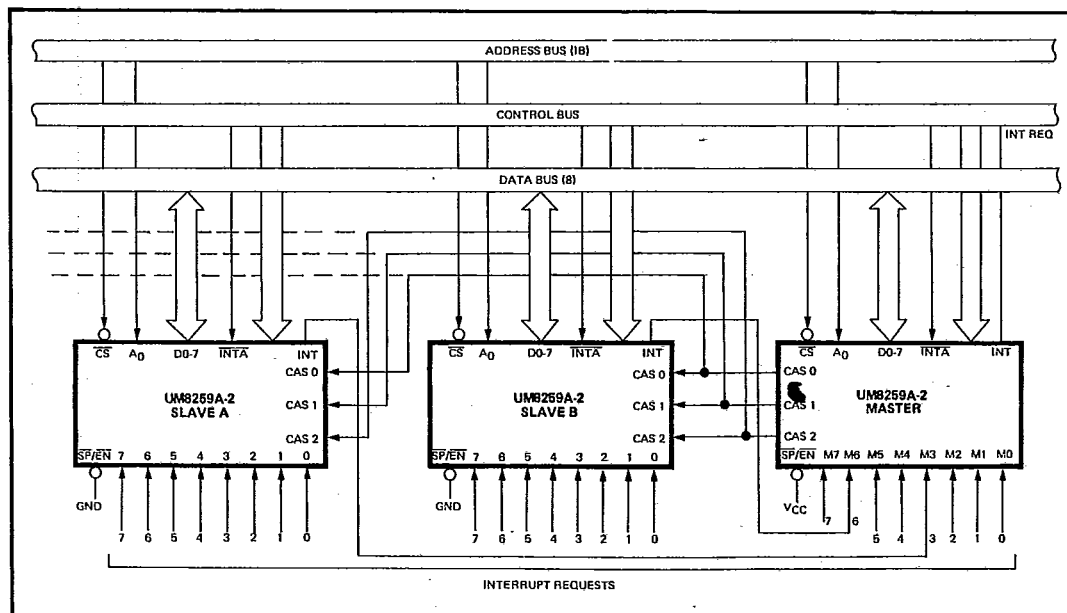 ADDRESS BUS (16)
CONTROL BUS
INT REQ
DATA BUS (8)
CS A0 D0-7 INTA INT
CAS 0
UM8259A-2
SLAVE A
CAS 1
CAS 2
SP/EN 7 6 5 4 3 2 1 0
GND
7 6 5 4 3 2 1 0
CS A0 D0-7 INTA INT
CAS 0
UM8259A-2
SLAVE B
CAS 1
CAS 2
SP/EN 7 6 5 4 3 2 1 0
GND
7 6 5 4 3 2 1 0
CS A0 D0-7 INTA INT
CAS 0
UM8259A-2
MASTER
CAS 1
CAS 2
SP/EN M7 M6 M5 M4 M3 M2 M1 M0
VCC
7 6 5 4 3 2 1 0
INTERRUPT REQUESTS